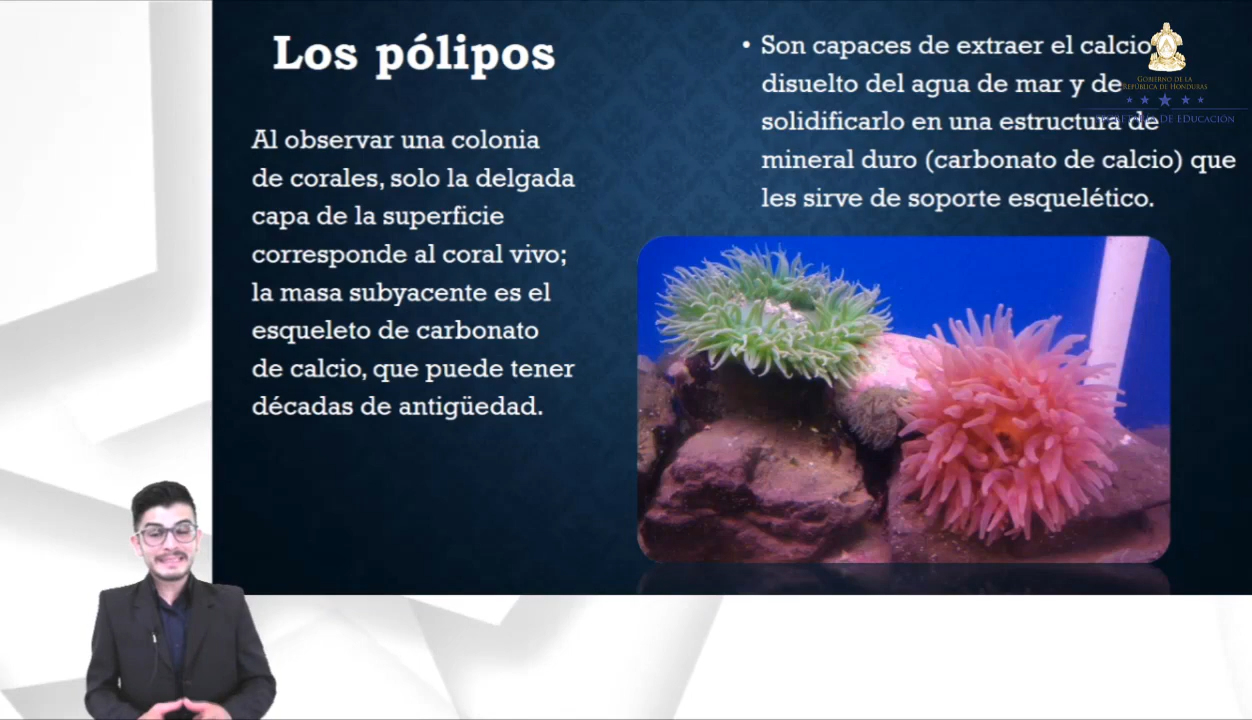 Los pólipos
Al observar una colonia
de corales, solo la delgada
capa de la superficie
corresponde al coral vivo;
la masa subyacente es el
esqueleto de carbonato
de calcio, que puede tener
décadas de antigüedad.
• Son capaces de extraer el calcio
disuelto del agua de mar y de
solidificarlo en una estructura de
mineral duro (carbonato de calcio) que
les sirve de soporte esquelético.
GOBIERNO DE LA
REPÚBLICA DE HONDURAS
SECRETARÍA DE EDUCACIÓN